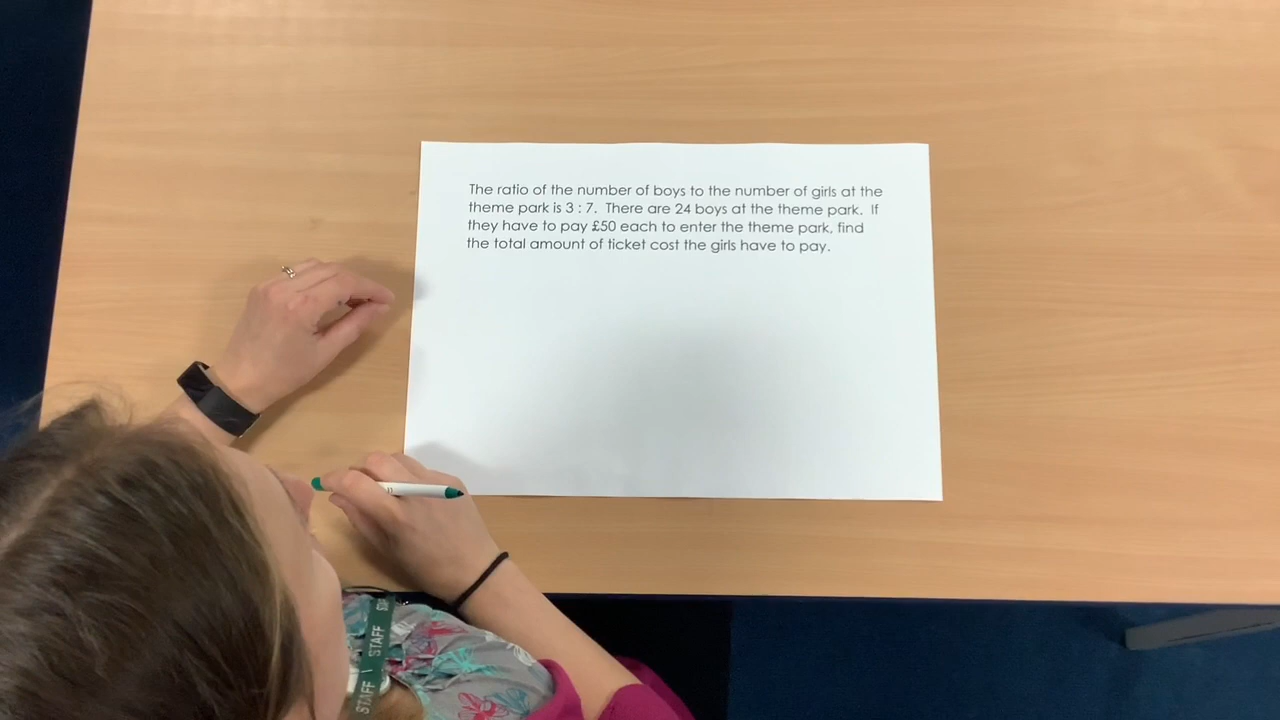 The ratio of the number of boys to the number of girls at the
theme park is 3 : 7.  There are 24 boys at the theme park.  If
they have to pay £50 each to enter the theme park, find
the total amount of ticket cost the girls have to pay.
STAFF \ STAFF